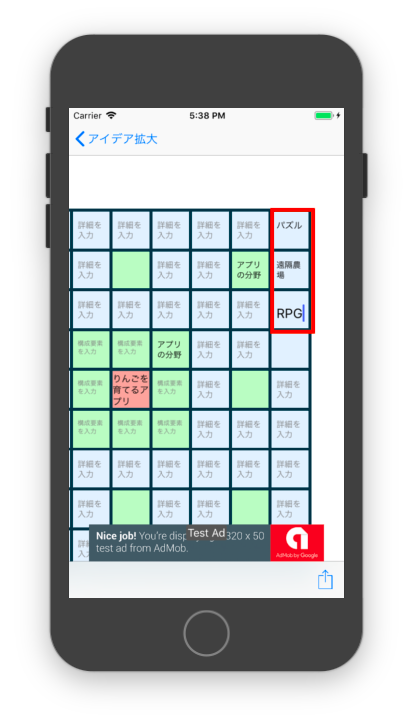 Carrier 5:38 PM
アイデア拡大
詳細を 詳細を 詳細を 詳細を 詳細を パズル
入力 入力 入力 入力 入力
詳細を 詳細を 詳細を アプリ 遠隔農
入力 入力 入力 の分野 場
詳細を 詳細を 詳細を 詳細を 詳細を RPG
入力 入力 入力 入力 入力
構成要素 構成要素 アプリ 詳細を 詳細を
を入力 を入力 の分野 入力 入力
構成要素 りんごを 構成要素 詳細を 詳細を
を入力 育てるア を入力 入力 入力
プリ
構成要素 構成要素 構成要素 詳細を 詳細を 詳細を
を入力 を入力 を入力 入力 入力 入力
詳細を 詳細を 詳細を 詳細を 詳細を 詳細を
入力 入力 入力 入力 入力 入力
詳細を 詳細を 詳細を 詳細を
入力 入力 入力 入力
Nice job! You're Test Ad 320 x 50
test ad from AdMob.
AdMob by Google